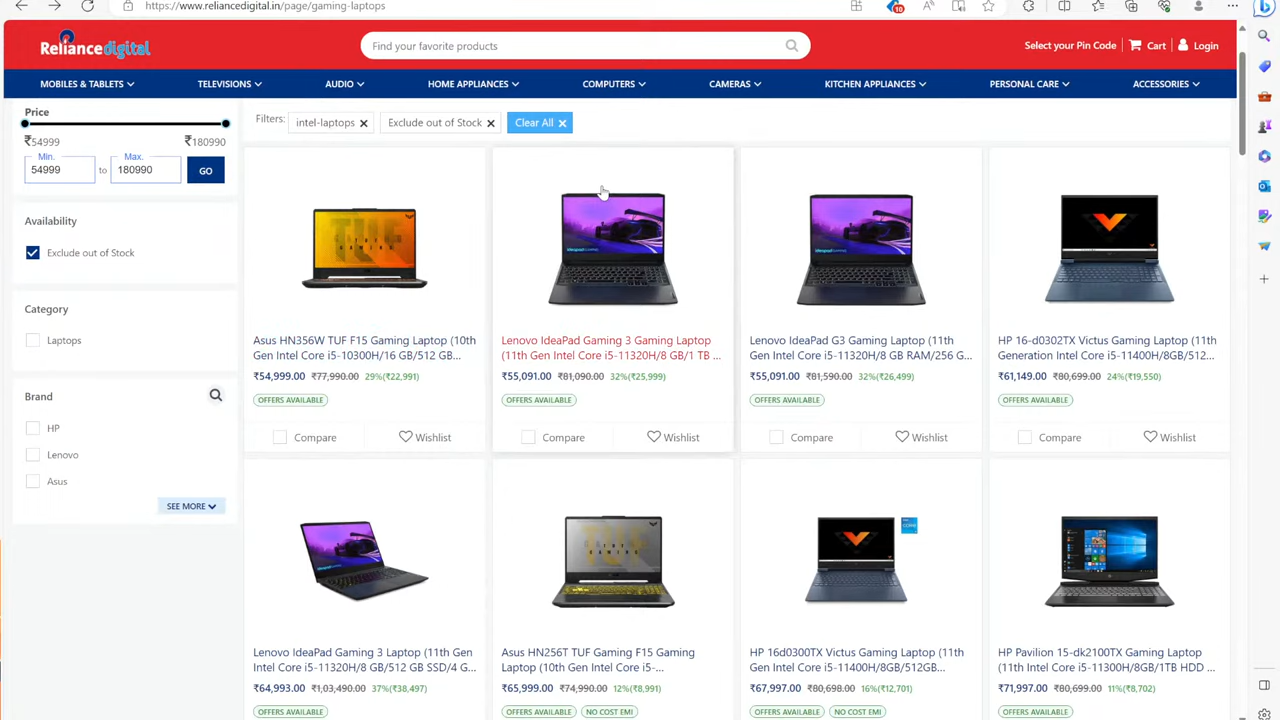 https://www.reliancedigital.in/page/gaming-laptops
10
Reliance digital
Find your favorite products
Select your Pin Code
Cart
Login
MOBILES & TABLETS
TELEVISIONS
AUDIO
HOME APPLIANCES
COMPUTERS
CAMERAS
KITCHEN APPLIANCES
PERSONAL CARE
ACCESSORIES
Price
₹54999
₹180990
Min.
54999
to
Max.
180990
GO
Availability
Exclude out of Stock
Category
Laptops
Brand
HP
Lenovo
Asus
SEE MORE
Filters:
intel-laptops
Exclude out of Stock
Clear All
Asus HN356W TUF F15 Gaming Laptop (10th
Gen Intel Core i5-10300H/16 GB/512 GB...
₹54,999.00 ₹77,990.00 29%(₹22,991)
OFFERS AVAILABLE
Compare
Wishlist
Lenovo IdeaPad Gaming 3 Gaming Laptop
(11th Gen Intel Core i5-11320H/8 GB/1 TB ...
₹55,091.00 ₹81,090.00 32%(₹25,999)
OFFERS AVAILABLE
Compare
Wishlist
Lenovo IdeaPad G3 Gaming Laptop (11th
Gen Intel Core i5-11320H/8 GB RAM/256 G...
₹55,091.00 ₹81,590.00 32%(₹26,499)
OFFERS AVAILABLE
Compare
Wishlist
HP 16-d0302TX Victus Gaming Laptop (11th
Generation Intel Core i5-11400H/8GB/512...
₹61,149.00 ₹80,699.00 24%(₹19,550)
OFFERS AVAILABLE
Compare
Wishlist
Lenovo IdeaPad Gaming 3 Laptop (11th Gen
Intel Core i5-11320H/8 GB/512 GB SSD/4 G...
₹64,993.00 ₹1,03,490.00 37%(₹38,497)
OFFERS AVAILABLE
Asus HN256T TUF Gaming F15 Gaming
Laptop (10th Gen Intel Core i5-...
₹65,999.00 ₹74,990.00 12%(₹8,991)
OFFERS AVAILABLE
NO COST EMI
HP 16d0300TX Victus Gaming Laptop (11th
Gen Intel Core i5-11400H/8GB/512GB...
₹67,997.00 ₹80,698.00 16%(₹12,701)
OFFERS AVAILABLE
NO COST EMI
HP Pavilion 15-dk2100TX Gaming Laptop
(11th Intel Core i5-11300H/8GB/1TB HDD ...
₹71,997.00 ₹80,699.00 11%(₹8,702)
OFFERS AVAILABLE